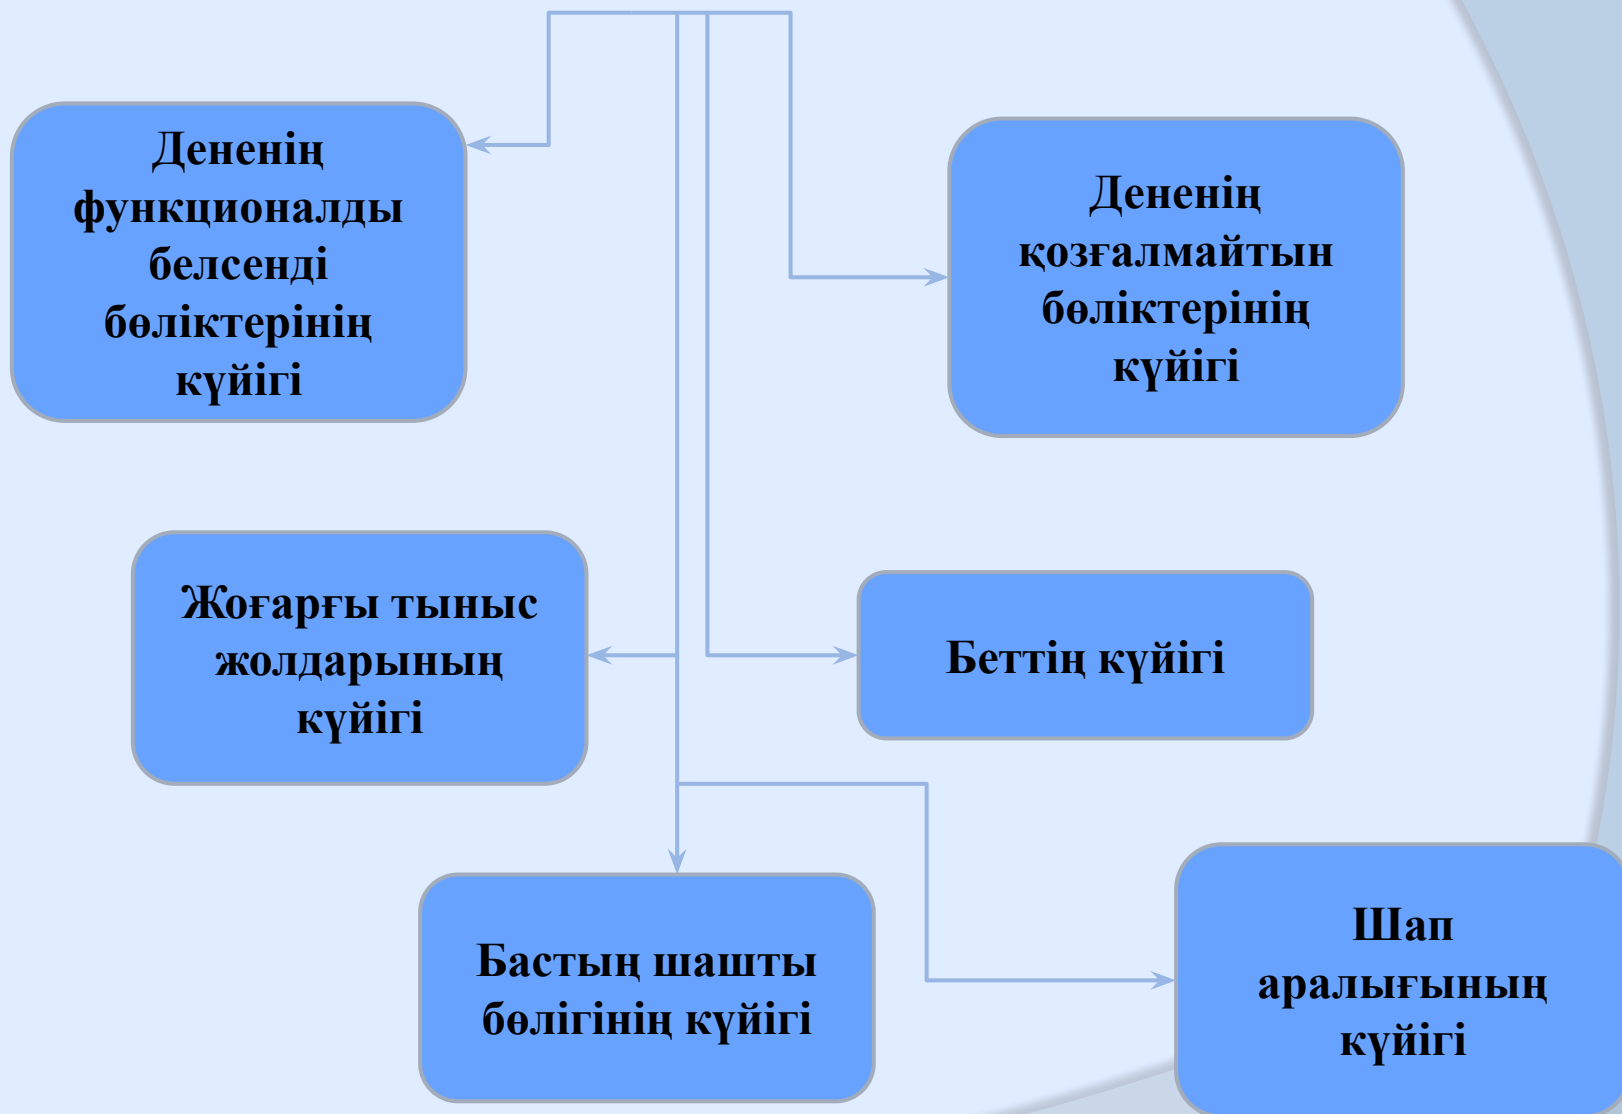 Дененің
функционалды
белсенді
бөліктерінің
күйігі
Дененің
қозғалмайтын
бөліктерінің
күйігі
Жоғарғы тыныс
жолдарының
күйігі
Беттің күйігі
Бастың шашты
бөлігінің күйігі
Шап
аралығының
күйігі